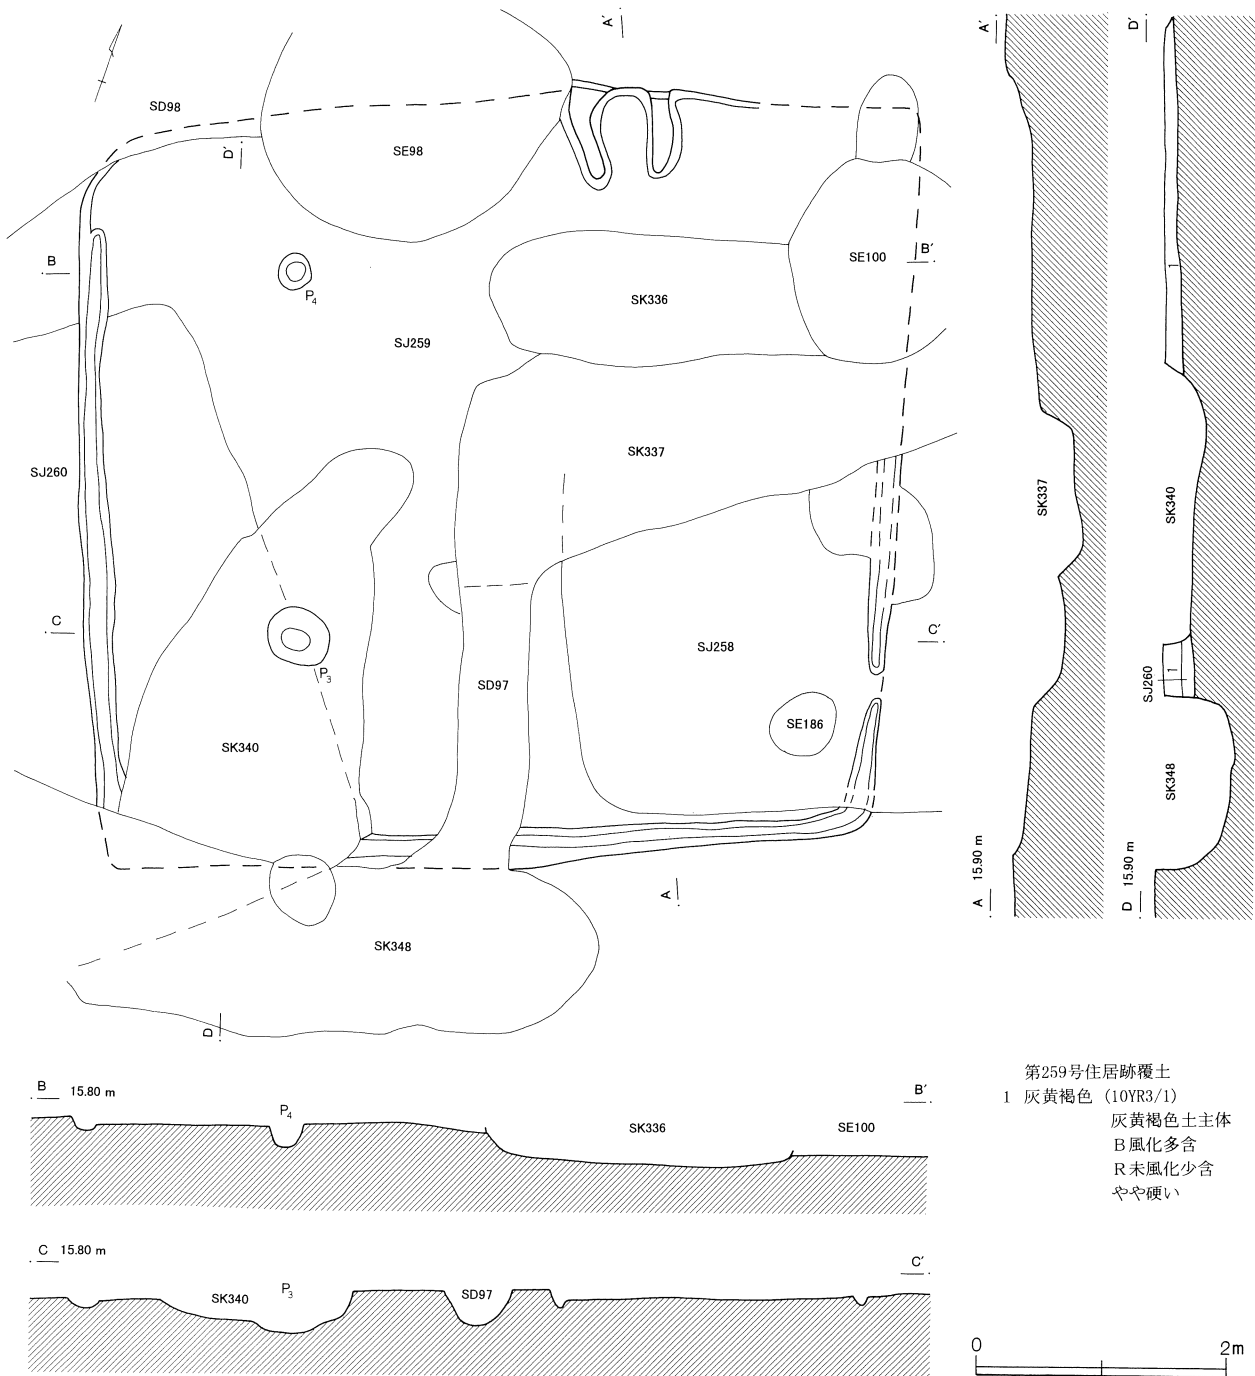 A'
SD98
SE98
D'
B
P4
SE100
B'
SK336
SJ259
SJ260
SK337
C
P3
SJ258
C'
SD97
SE186
SK340
A
SK348
D
A'
SK337
A 15.90 m
D'
1
SK340
SJ260
1
SK348
D 15.90 m
B 15.80 m
P4
SK336
SE100
B'
C 15.80 m
SK340
P3
SD97
C'
第259号住居跡覆土
1 灰黄褐色 (10YR3/1)
灰黄褐色土主体
B風化多含
R未風化少含
やや硬い
0 2m